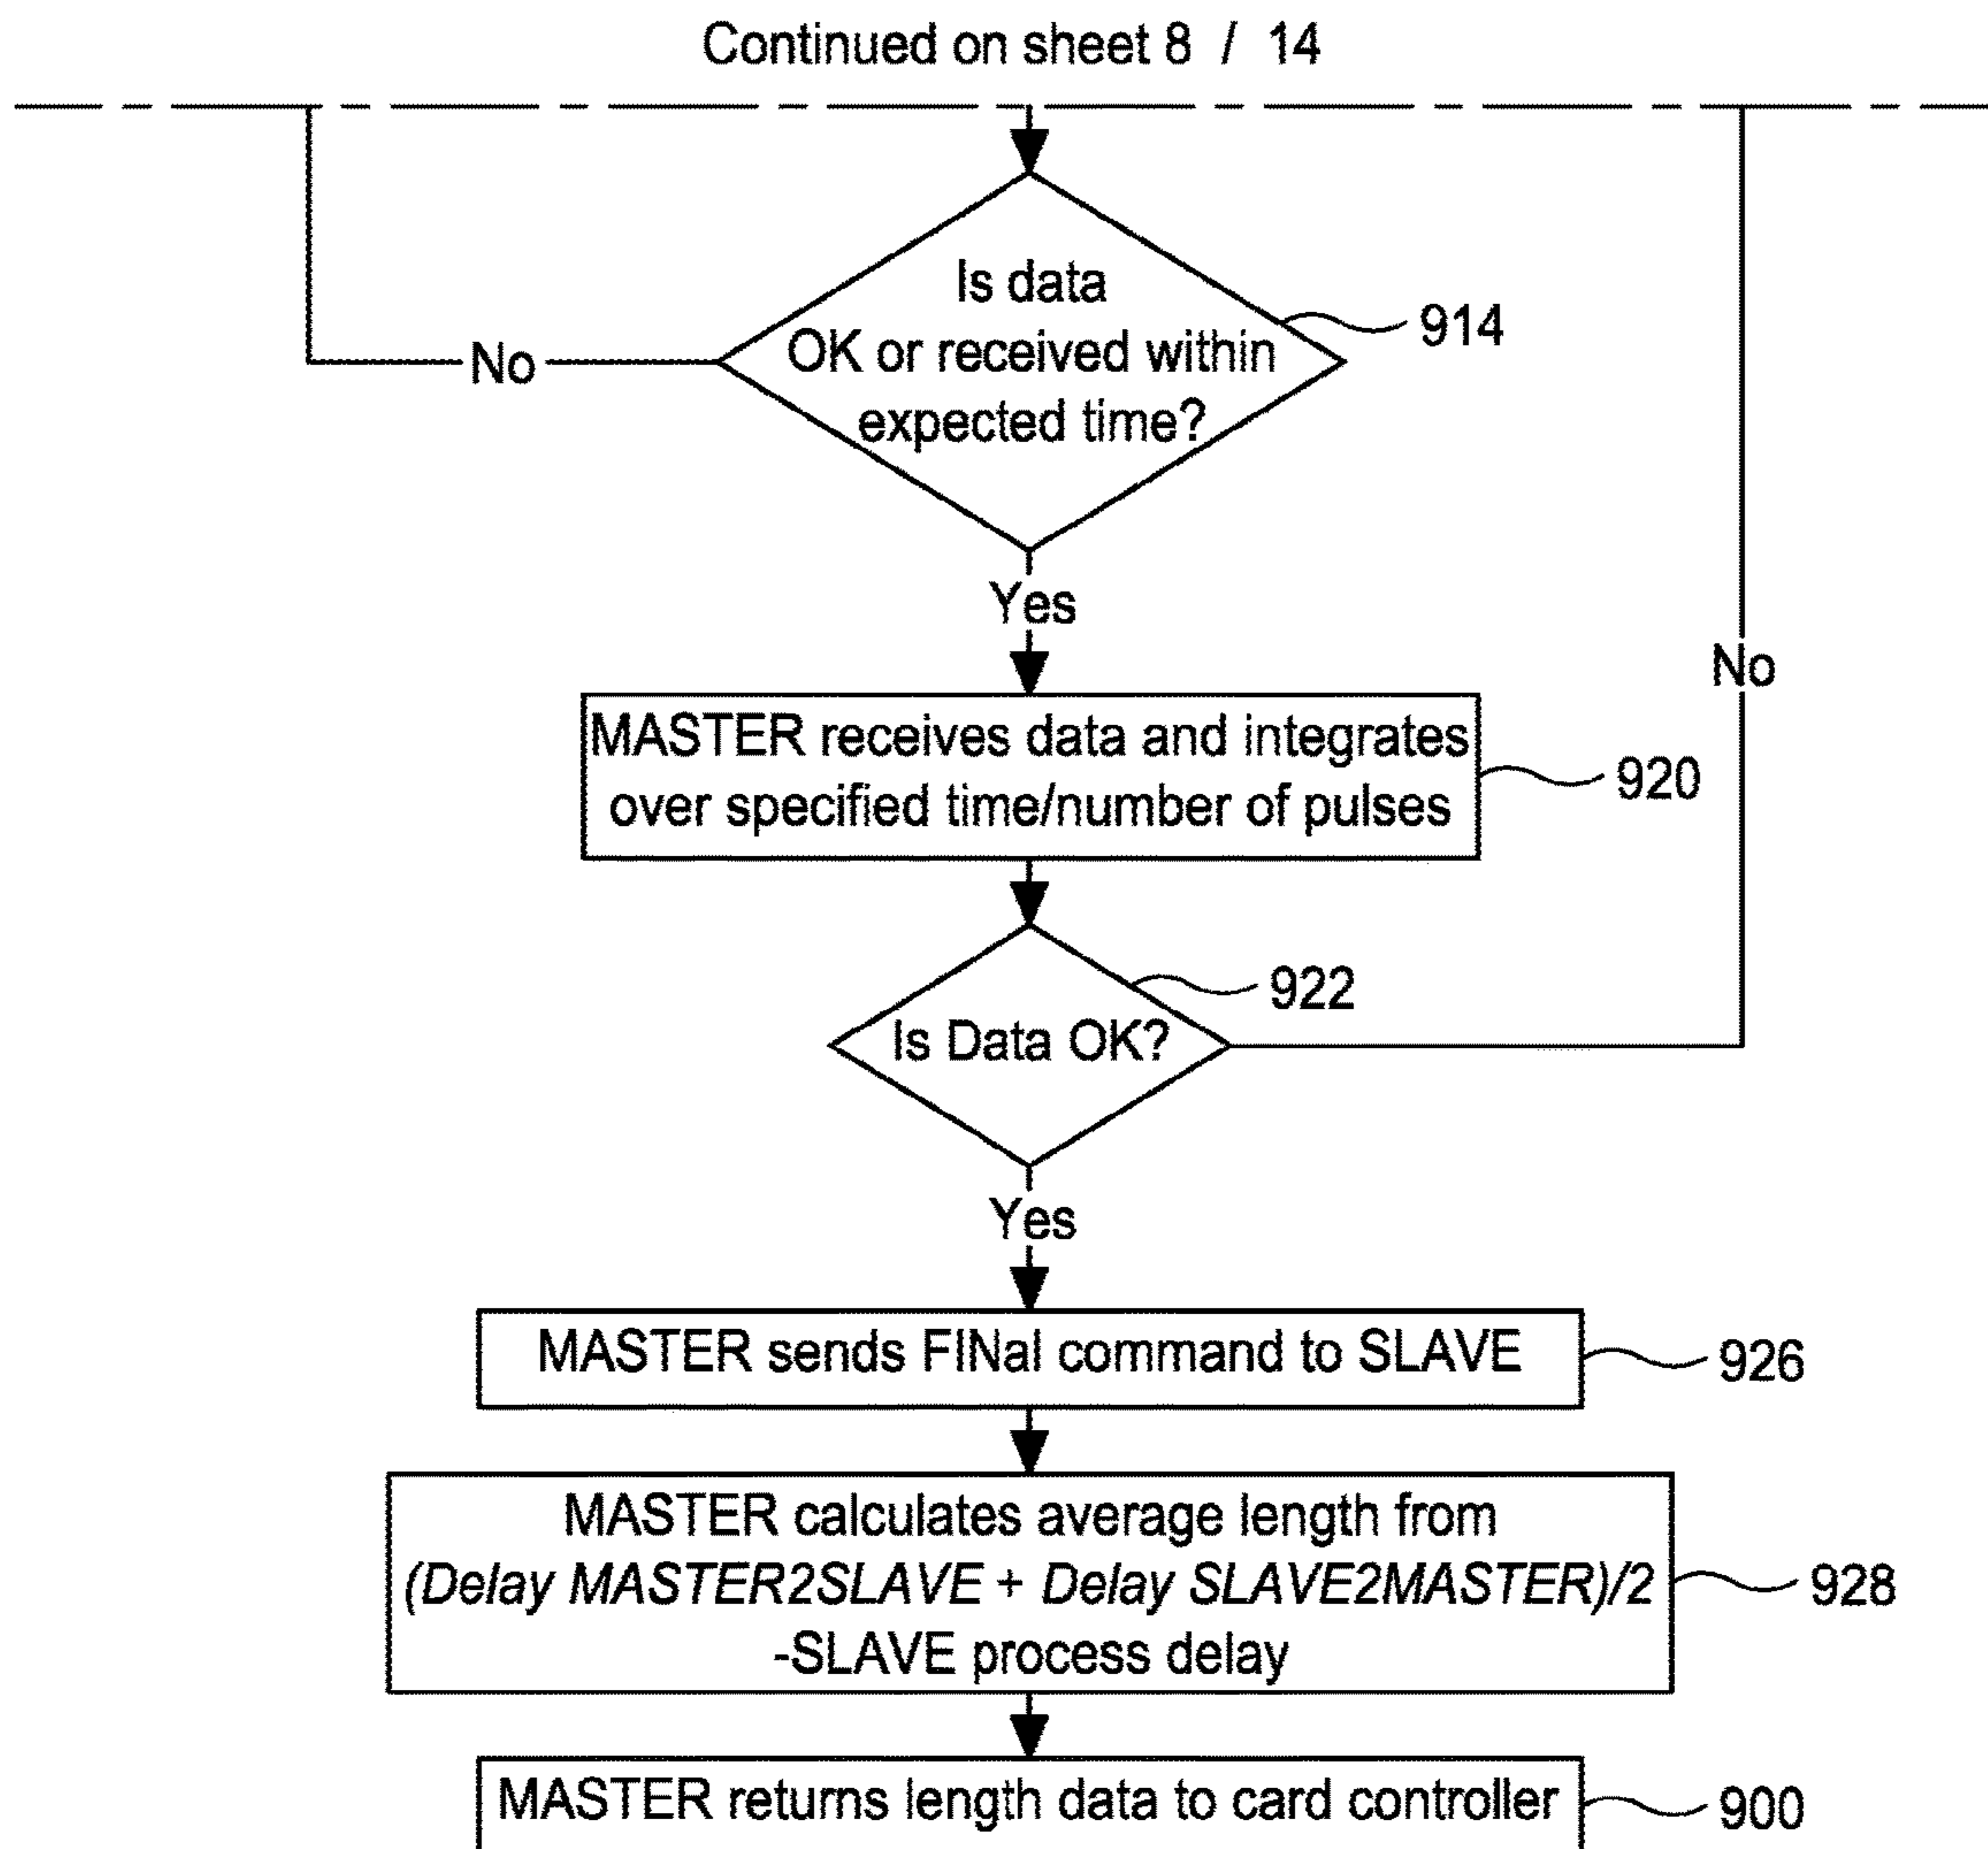 Continued on sheet 8 / 14
Is data
OK or received within
expected time?
914
No
Yes
No
MASTER receives data and integrates
over specified time/number of pulses
920
922
Is Data OK?
Yes
MASTER sends FINal command to SLAVE
926
MASTER calculates average length from
(Delay MASTER2SLAVE + Delay SLAVE2MASTER)/2
-SLAVE process delay
928
MASTER returns length data to card controller
900